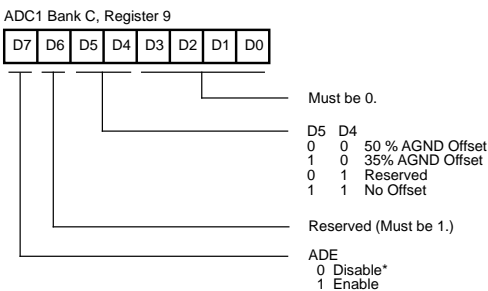 ADC1 Bank C, Register 9
D7 D6 D5 D4 D3 D2 D1 D0
Must be 0.
D5 D4
0 0 50 % AGND Offset
1 0 35% AGND Offset
0 1 Reserved
1 1 No Offset
Reserved (Must be 1.)
ADE
0 Disable*
1 Enable